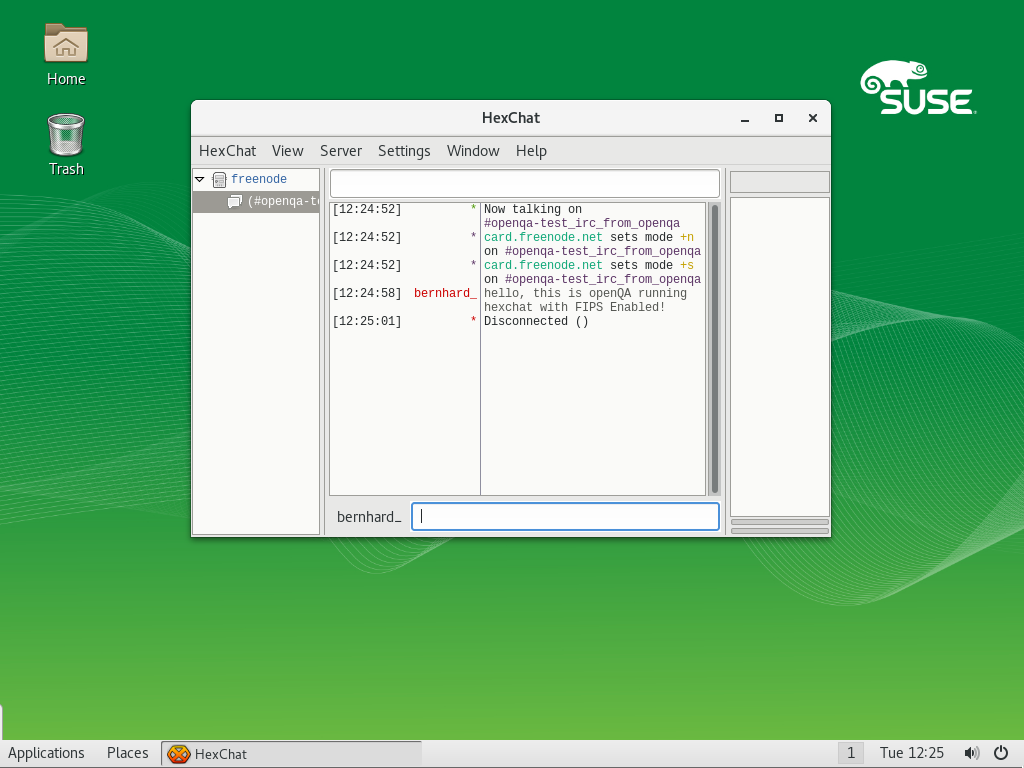 Home
Trash
SUSE
HexChat
HexChat View Server Settings Window Help
freenode
(#openqa-te
[12:24:52] * Now talking on
#openqa-test_irc_from_openqa
[12:24:52] * card.freenode.net sets mode +n
on #openqa-test_irc_from_openqa
[12:24:52] * card.freenode.net sets mode +s
on #openqa-test_irc_from_openqa
[12:24:58] bernhard_ hello, this is openQA running
hexchat with FIPS Enabled!
[12:25:01] * Disconnected ()
bernhard_
Applications Places HexChat 1 Tue 12:25